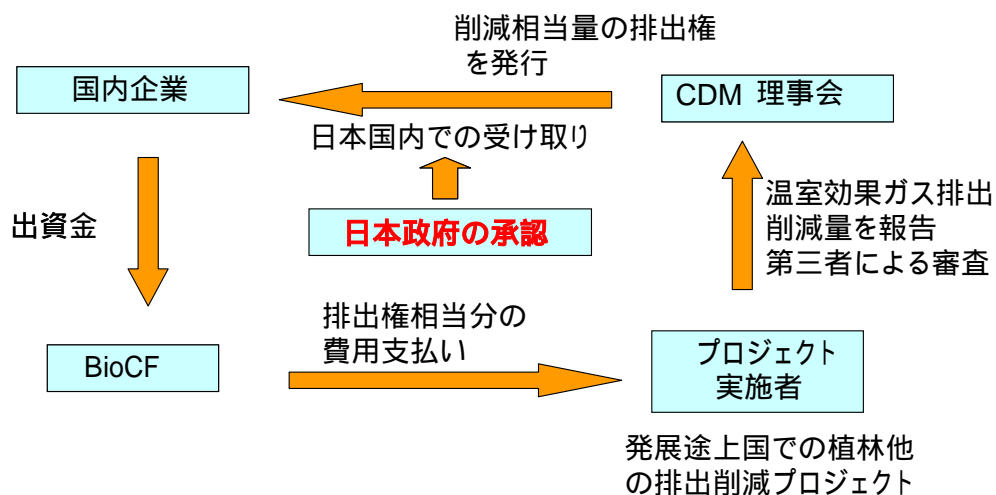 削減相当量の排出権
を発行
国内企業
CDM 理事会
日本国内での受け取り
温室効果ガス排出
削減量を報告
第三者による審査
出資金
日本政府の承認
排出権相当分の
費用支払い
BioCF
プロジェクト
実施者
発展途上国での植林他
の排出削減プロジェクト